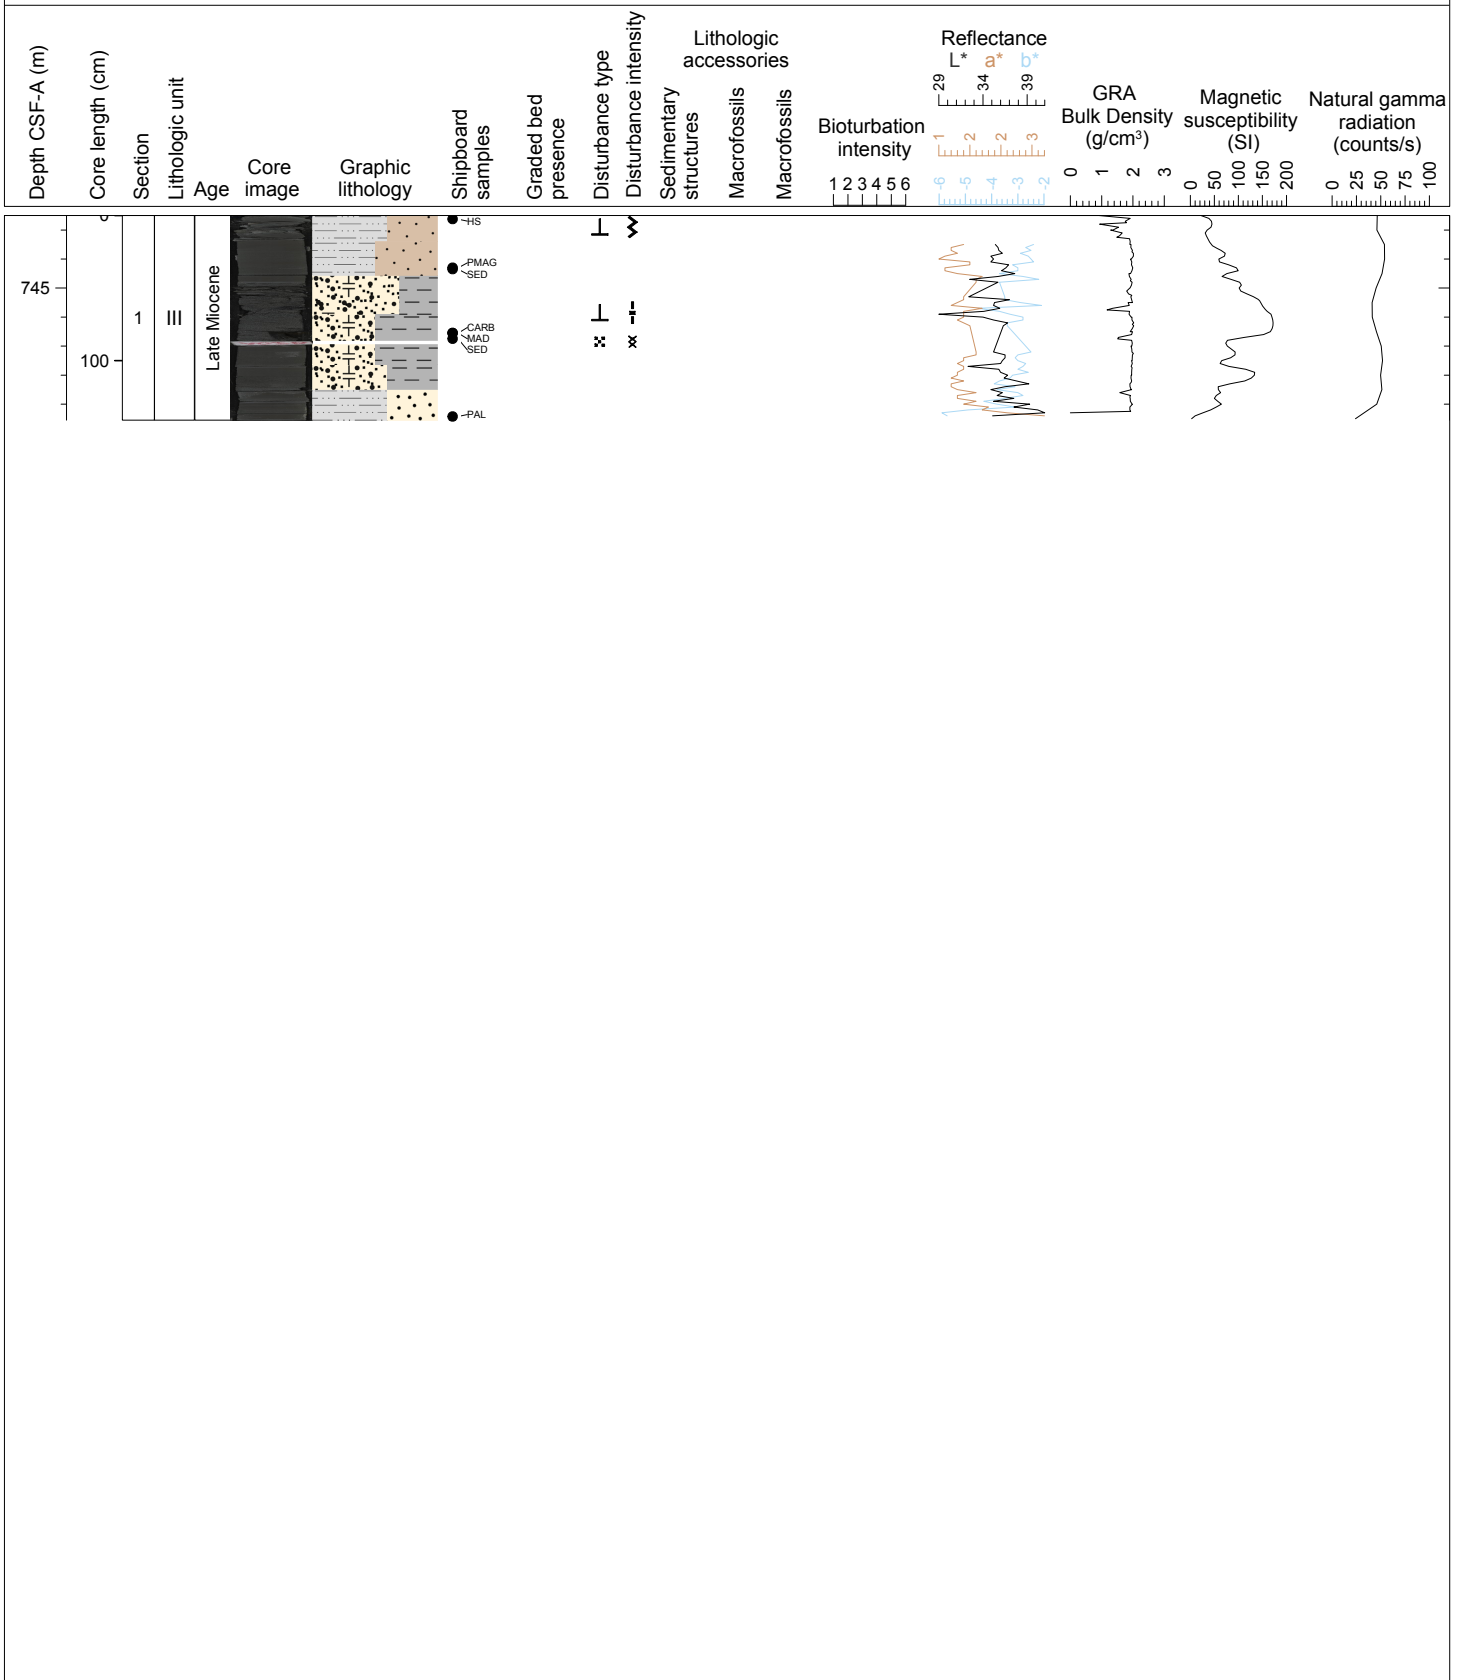 Depth CSF-A (m)
Core length (cm)
Section
Lithologic unit
Age
Core
image
Graphic
lithology
Shipboard
samples
Graded bed
presence
Disturbance type
Disturbance intensity
Lithologic
accessories
Sedimentary
structures
Macrofossils
Macrofossils
Bioturbation
intensity
1 2 3 4 5 6
Reflectance
L* a* b*
29 34 39
1 2 2 3
-6 -5 -4 -3 -2
GRA
Bulk Density
(g/cm³)
0 1 2 3
Magnetic
susceptibility
(SI)
0 50 100 150 200
Natural gamma
radiation
(counts/s)
0 25 50 75 100
0
745
100
1
III
Late Miocene
HS
PMAG
SED
CARB
MAD
SED
PAL